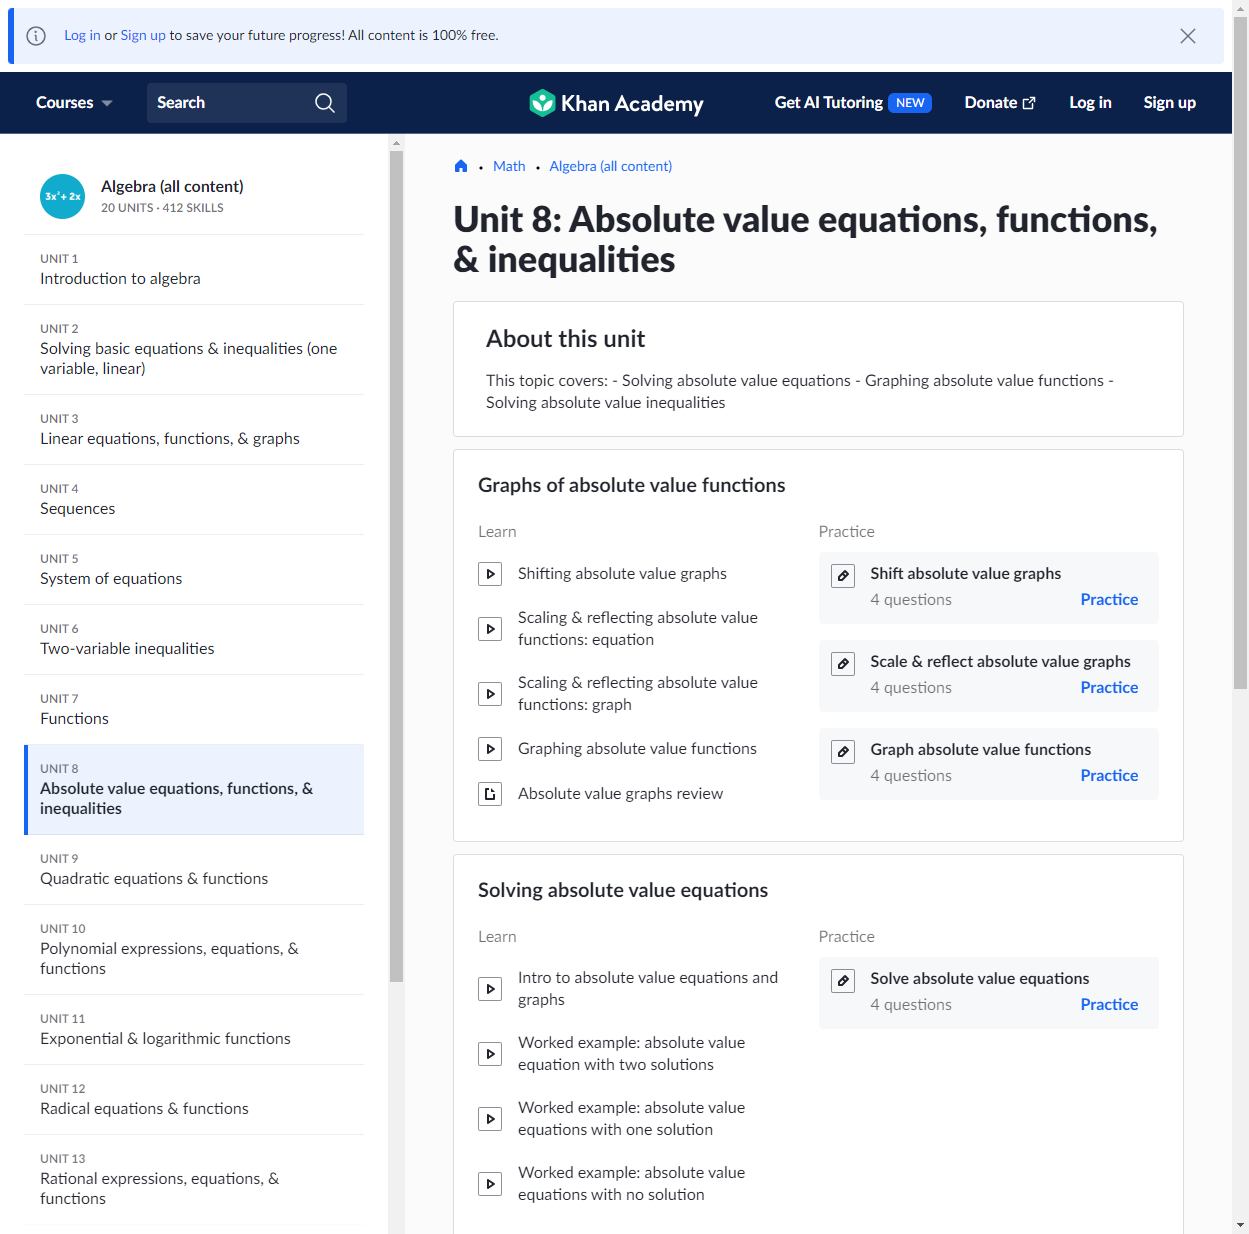 Log in or Sign up to save your future progress! All content is 100% free.
Courses
Search
Khan Academy
Get AI Tutoring NEW
Donate
Log in
Sign up
3x²+ 2x
Algebra (all content)
20 UNITS · 412 SKILLS
UNIT 1
Introduction to algebra
UNIT 2
Solving basic equations & inequalities (one
variable, linear)
UNIT 3
Linear equations, functions, & graphs
UNIT 4
Sequences
UNIT 5
System of equations
UNIT 6
Two-variable inequalities
UNIT 7
Functions
UNIT 8
Absolute value equations, functions, &
inequalities
UNIT 9
Quadratic equations & functions
UNIT 10
Polynomial expressions, equations, &
functions
UNIT 11
Exponential & logarithmic functions
UNIT 12
Radical equations & functions
UNIT 13
Rational expressions, equations, &
functions
• Math • Algebra (all content)
Unit 8: Absolute value equations, functions,
& inequalities
About this unit
This topic covers: - Solving absolute value equations - Graphing absolute value functions -
Solving absolute value inequalities
Graphs of absolute value functions
Learn
Shifting absolute value graphs
Scaling & reflecting absolute value
functions: equation
Scaling & reflecting absolute value
functions: graph
Graphing absolute value functions
Absolute value graphs review
Practice
Shift absolute value graphs
4 questions
Practice
Scale & reflect absolute value graphs
4 questions
Practice
Graph absolute value functions
4 questions
Practice
Solving absolute value equations
Learn
Intro to absolute value equations and
graphs
Worked example: absolute value
equation with two solutions
Worked example: absolute value
equations with one solution
Worked example: absolute value
equations with no solution
Practice
Solve absolute value equations
4 questions
Practice